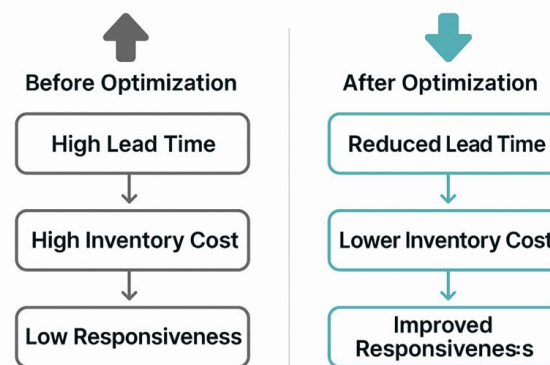 Before Optimization
High Lead Time
High Inventory Cost
Low Responsiveness
After Optimization
Reduced Lead Time
Lower Inventory Cost
Improved
Responsivenes:s